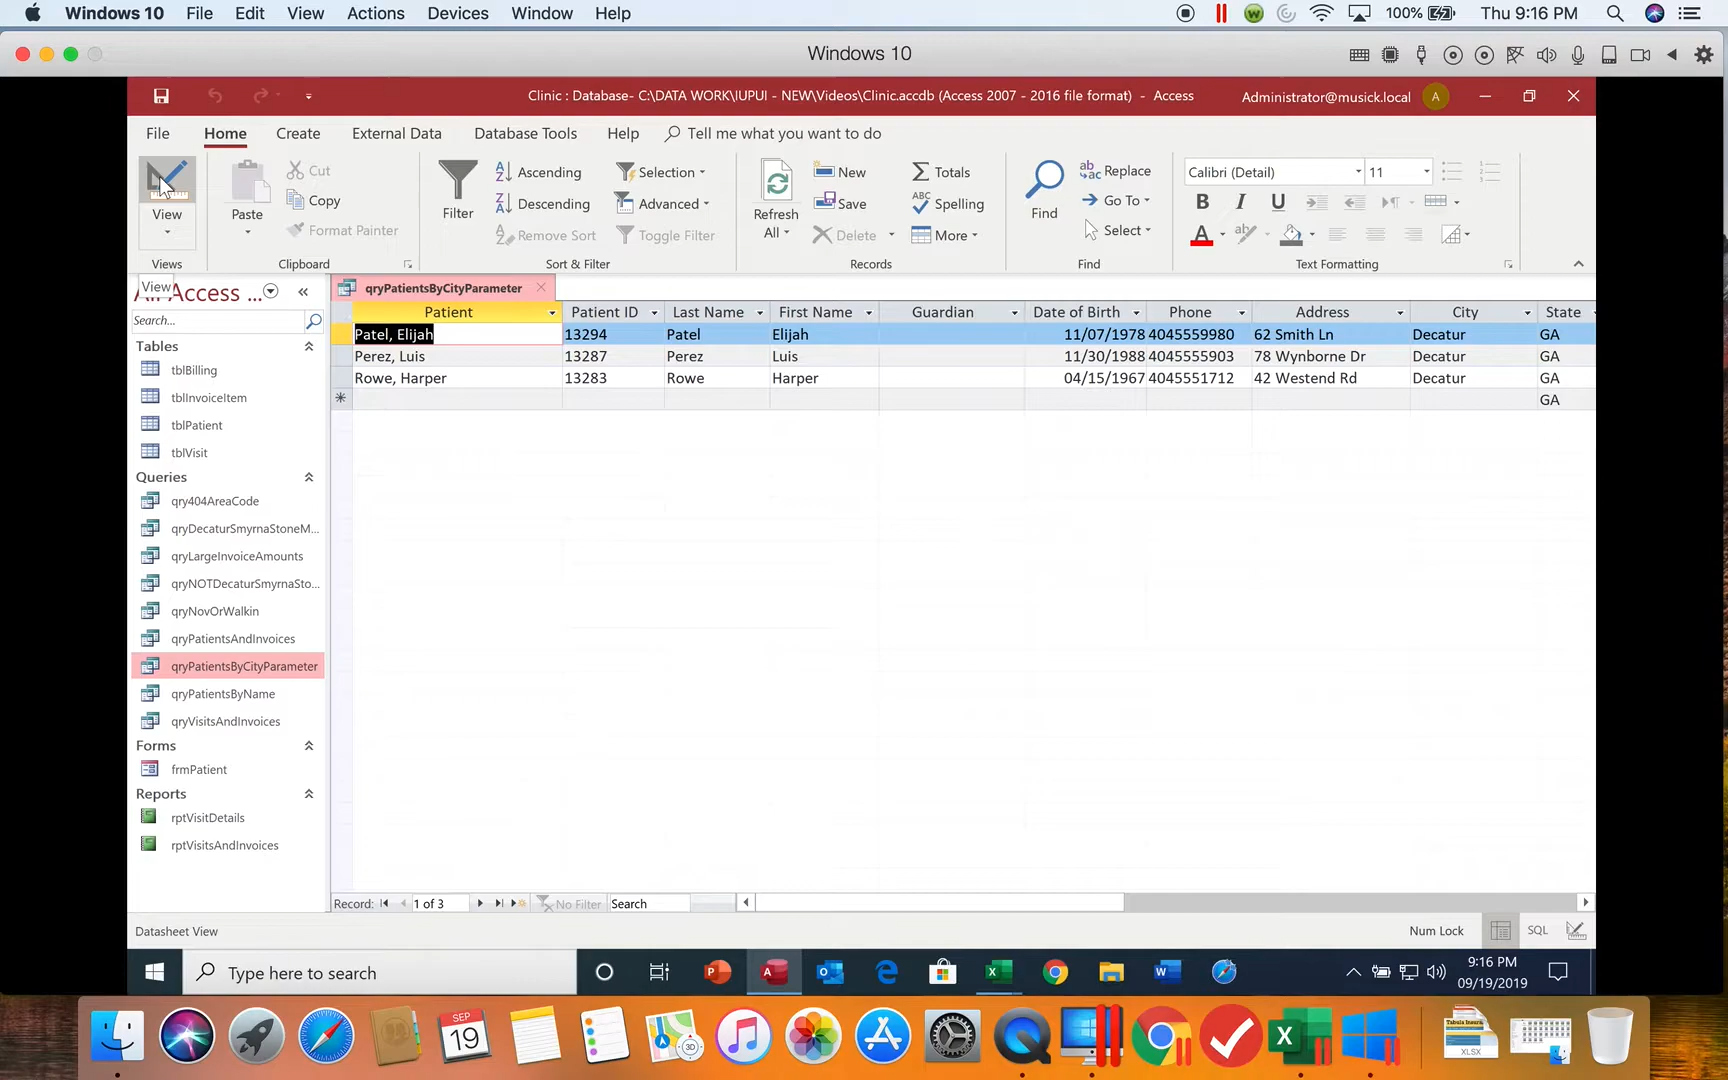 Windows 10 File Edit View Actions Devices Window Help 100% Thu 9:16 PM
Windows 10
Clinic : Database- C:\DATA WORK\IUPUI - NEW\Videos\Clinic.accdb (Access 2007 - 2016 file format) - Access Administrator@musick.local A
File Home Create External Data Database Tools Help Tell me what you want to do
View
Views
Paste
Cut
Copy
Format Painter
Clipboard
Filter
Ascending
Descending
Remove Sort
Selection
Advanced
Toggle Filter
Sort & Filter
Refresh
All
New
Save
Delete
Totals
Spelling
More
Records
Find
Replace
Go To
Select
Find
Calibri (Detail) 11
B I U
Text Formatting
View
Access ...
Search...
Tables
tblBilling
tblInvoiceItem
tblPatient
tblVisit
Queries
qry404AreaCode
qryDecaturSmyrnaStoneM...
qryLargeInvoiceAmounts
qryNOTDecaturSmyrnaSto...
qryNovOrWalkin
qryPatientsAndInvoices
qryPatientsByCityParameter
qryPatientsByName
qryVisitsAndInvoices
Forms
frmPatient
Reports
rptVisitDetails
rptVisitsAndInvoices
qryPatientsByCityParameter
Patient Patient ID Last Name First Name Guardian Date of Birth Phone Address City State
Patel, Elijah 13294 Patel Elijah 11/07/1978 4045559980 62 Smith Ln Decatur GA
Perez, Luis 13287 Perez Luis 11/30/1988 4045555903 78 Wynborne Dr Decatur GA
Rowe, Harper 13283 Rowe Harper 04/15/1967 4045551712 42 Westend Rd Decatur GA
GA
Record: 1 of 3 No Filter Search
Datasheet View Num Lock SQL
Type here to search
9:16 PM
09/19/2019
SEP
19
3D
XLSX